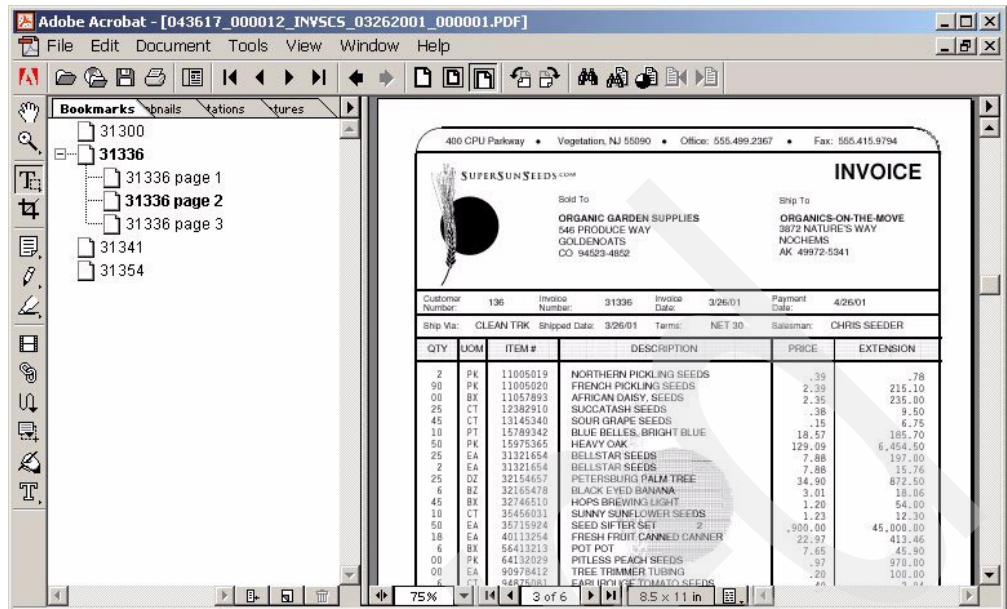 Adobe Acrobat - [043617_000012_INVSCS_03262001_000001.PDF]
File Edit Document Tools View Window Help
Bookmarks bnails tations tures
31300
31336
31336 page 1
31336 page 2
31336 page 3
31341
31354
400 CPU Parkway • Vegetation, NJ 55090 • Office: 555.499.2367 • Fax: 555.415.9794
SUPERSUNSEEDS.COM
INVOICE
Sold To
ORGANIC GARDEN SUPPLIES
546 PRODUCE WAY
GOLDENOATS
CO 94523-4852
Ship To
ORGANICS-ON-THE-MOVE
3872 NATURE'S WAY
NOCHEMS
AK 49972-5341
Customer Number: 136 Invoice Number: 31336 Invoice Date: 3/26/01 Payment Date: 4/26/01
Ship Via: CLEAN TRK Shipped Date: 3/26/01 Terms: NET 30 Salesman: CHRIS SEEDER
QTY UOM ITEM # DESCRIPTION PRICE EXTENSION
2 PK 11005019 NORTHERN PICKLING SEEDS .39 .78
90 PK 11005020 FRENCH PICKLING SEEDS 2.39 215.10
00 BX 11057893 AFRICAN DAISY, SEEDS 2.35 235.00
25 CT 12382910 SUCCATASH SEEDS .38 9.50
45 CT 13145340 SOUR GRAPE SEEDS .15 6.75
10 PT 15789342 BLUE BELLES, BRIGHT BLUE 18.57 185.70
50 PK 15975365 HEAVY OAK 129.09 6,454.50
25 EA 31321654 BELLSTAR SEEDS 7.88 197.00
2 EA 31321654 BELLSTAR SEEDS 7.88 15.76
25 DZ 32154657 PETERSBURG PALM TREE 34.90 872.50
6 BZ 32165478 BLACK EYED BANANA 3.01 18.06
45 BX 32746510 HOPS BREWING LIGHT 1.20 54.00
10 CT 35456031 SUNNY SUNFLOWER SEEDS 1.23 12.30
50 EA 35715924 SEED SIFTER SET 2 ,900.00 45,000.00
18 EA 40113254 FRESH FRUIT CANNED CANNER 22.97 413.46
6 BX 56413213 POT POT 7.65 45.90
00 PK 64132029 PITLESS PEACH SEEDS .97 970.00
00 EA 90978412 TREE TRIMMER TUBING .20 100.00
6 CT 94875081 EARLIROUGE TOMATO SEEDS
75% 3 of 6 8.5 x 11 in